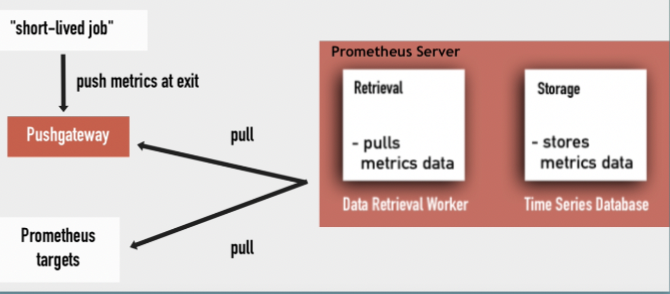 "short-lived job"
push metrics at exit
Pushgateway
pull
Prometheus
targets
pull
Prometheus Server
Retrieval
- pulls
metrics data
Data Retrieval Worker
Storage
- stores
metrics data
Time Series Database